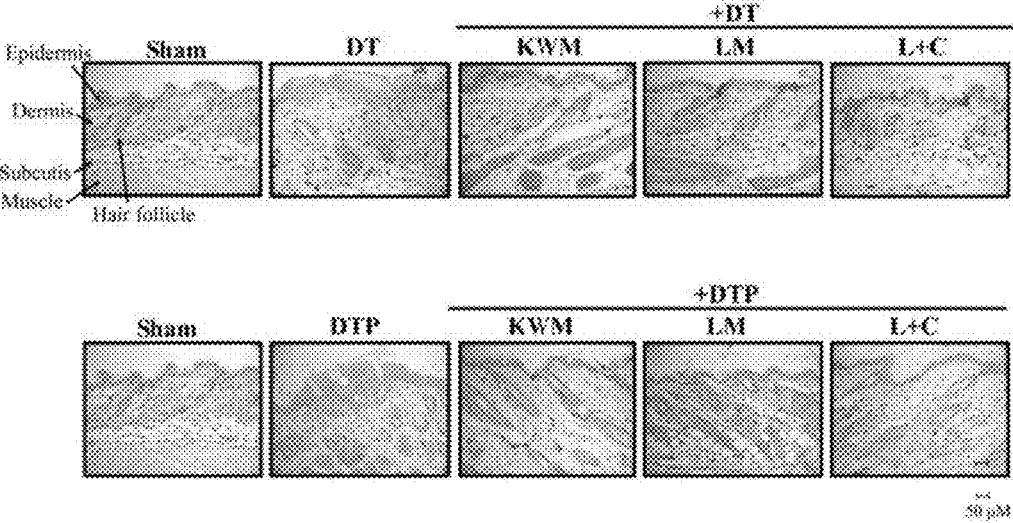 +DT
Sham DT KWM LM L+C
Epidermis
Dermis
Subcutis
Muscle
Hair follicle
+DTP
Sham DTP KWM LM L+C
50 µM